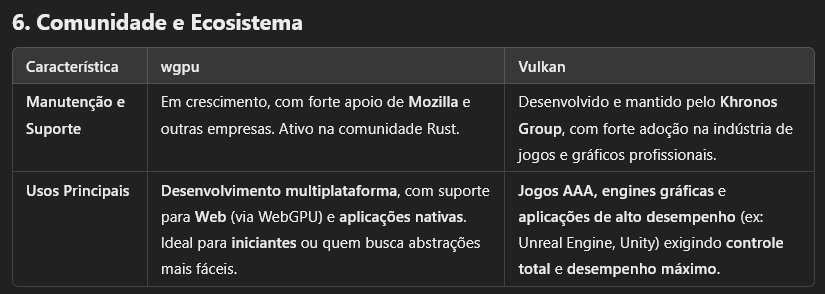 6. Comunidade e Ecosistema
Característica wgpu Vulkan
Manutenção e
Suporte
Em crescimento, com forte apoio de Mozilla e
outras empresas. Ativo na comunidade Rust.
Desenvolvido e mantido pelo Khronos
Group, com forte adoção na indústria de
jogos e gráficos profissionais.
Usos Principais
Desenvolvimento multiplataforma, com suporte
para Web (via WebGPU) e aplicações nativas.
Ideal para iniciantes ou quem busca abstrações
mais fáceis.
Jogos AAA, engines gráficas e
aplicações de alto desempenho (ex:
Unreal Engine, Unity) exigindo controle
total e desempenho máximo.